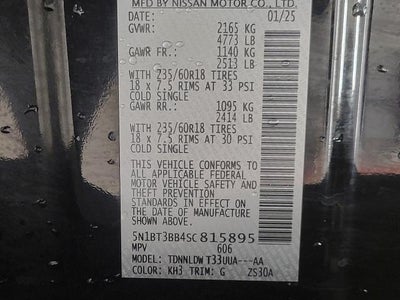 MFD BY NISSAN MOTOR CO., LTD.
DATE: 01/25
GVWR: 2165 KG
4773 LB
GAWR FR: 1140 KG
2513 LB
WITH 235/60R18 TIRES
18 x 7.5 RIMS AT 33 PSI
COLD SINGLE
GAWR RR: 1095 KG
2414 LB
WITH 235/60R18 TIRES
18 x 7.5 RIMS AT 30 PSI
COLD SINGLE
THIS VEHICLE CONFORMS TO
ALL APPLICABLE FEDERAL
MOTOR VEHICLE SAFETY AND THEFT
STANDARDS IN EFFECT ON
THE DATE OF MANUFACTURE
SHOWN ABOVE.
5N1BT3BB4SC815895
MPV 606
MODEL: TDNNLDW T33UUA---AA
COLOR: KH3 TRIM: G ZS30A